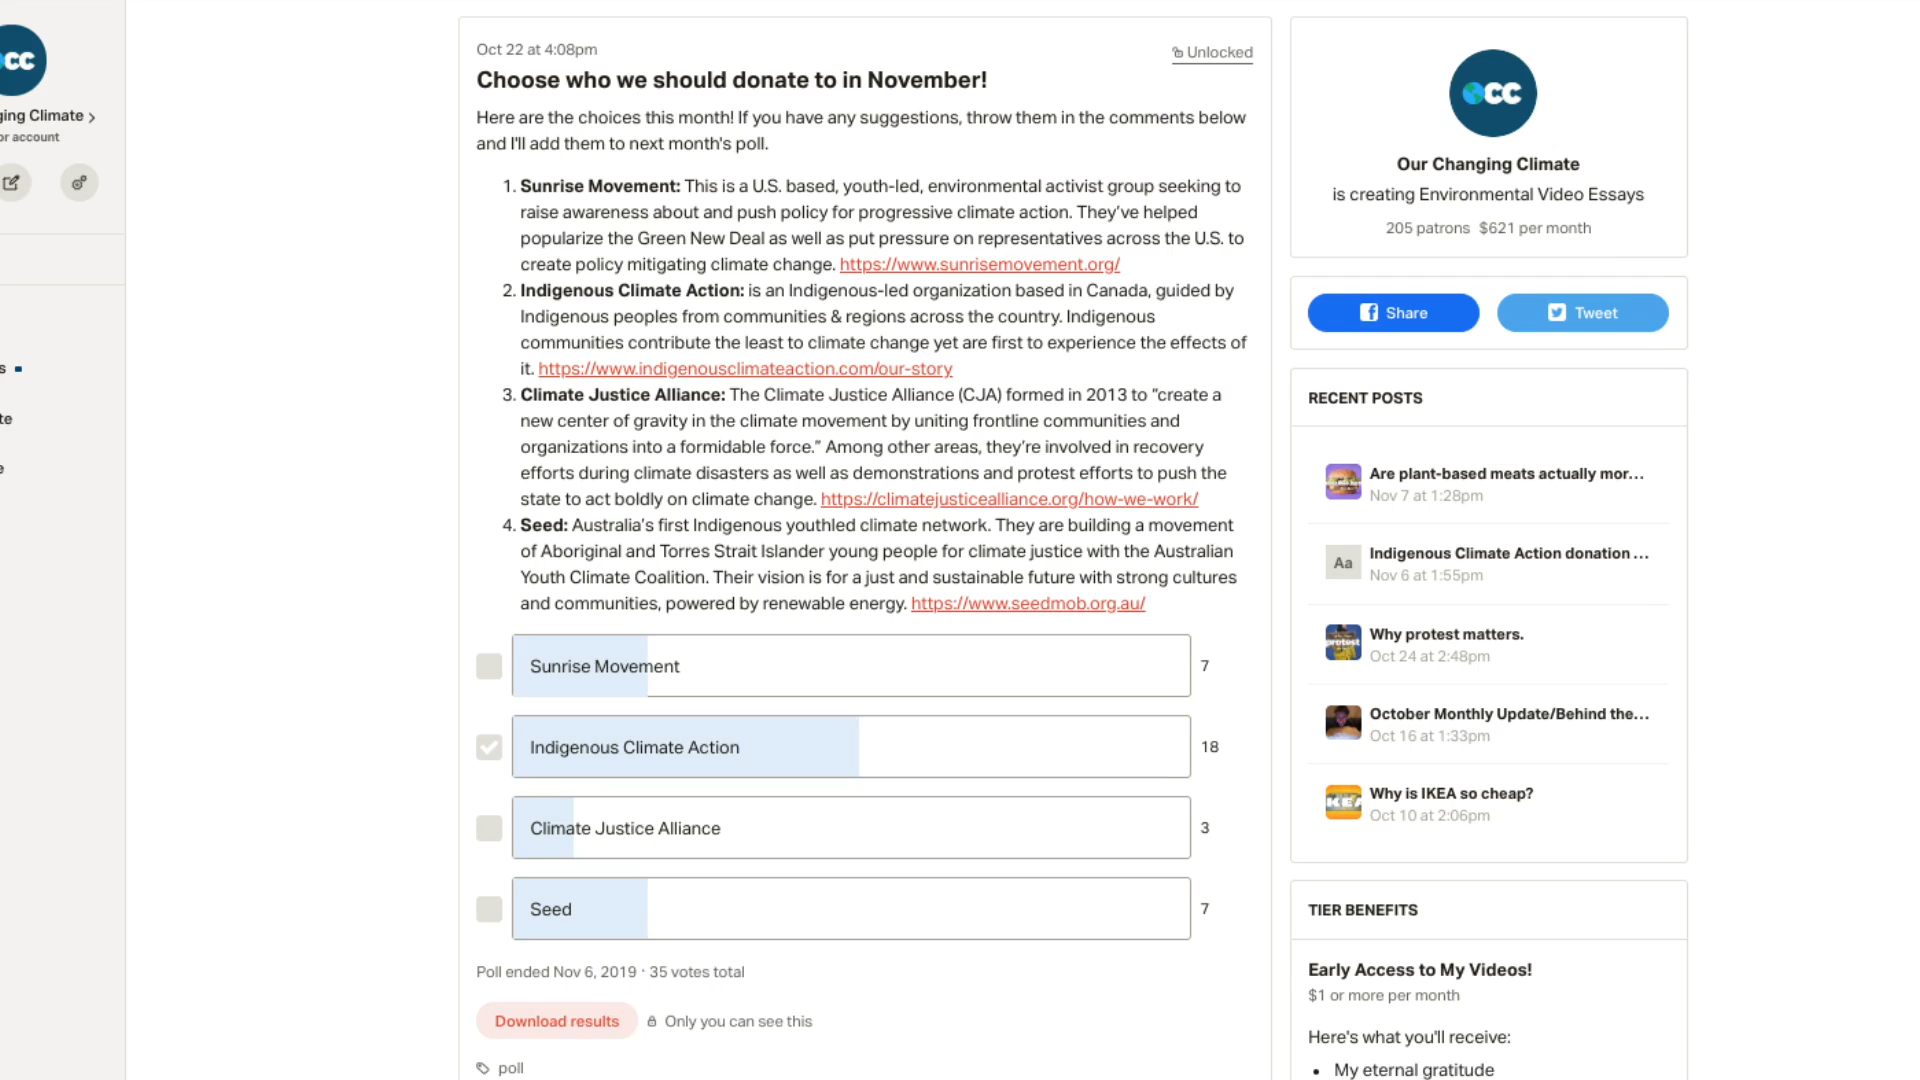 CC
ging Climate
or account
s
te
e
Oct 22 at 4:08pm
Unlocked
Choose who we should donate to in November!
Here are the choices this month! If you have any suggestions, throw them in the comments below
and I'll add them to next month's poll.
1. Sunrise Movement: This is a U.S. based, youth-led, environmental activist group seeking to
raise awareness about and push policy for progressive climate action. They've helped
popularize the Green New Deal as well as put pressure on representatives across the U.S. to
create policy mitigating climate change. https://www.sunrisemovement.org/
2. Indigenous Climate Action: is an Indigenous-led organization based in Canada, guided by
Indigenous peoples from communities & regions across the country. Indigenous
communities contribute the least to climate change yet are first to experience the effects of
it. https://www.indigenousclimateaction.com/our-story
3. Climate Justice Alliance: The Climate Justice Alliance (CJA) formed in 2013 to “create a
new center of gravity in the climate movement by uniting frontline communities and
organizations into a formidable force.” Among other areas, they’re involved in recovery
efforts during climate disasters as well as demonstrations and protest efforts to push the
state to act boldly on climate change. https://climatejusticealliance.org/how-we-work/
4. Seed: Australia’s first Indigenous youthled climate network. They are building a movement
of Aboriginal and Torres Strait Islander young people for climate justice with the Australian
Youth Climate Coalition. Their vision is for a just and sustainable future with strong cultures
and communities, powered by renewable energy. https://www.seedmob.org.au/
Sunrise Movement 7
Indigenous Climate Action 18
Climate Justice Alliance 3
Seed 7
Poll ended Nov 6, 2019 · 35 votes total
Download results Only you can see this
poll
CC
Our Changing Climate
is creating Environmental Video Essays
205 patrons $621 per month
Share Tweet
RECENT POSTS
Are plant-based meats actually mor...
Nov 7 at 1:28pm
Aa
Indigenous Climate Action donation ...
Nov 6 at 1:55pm
protest
Why protest matters.
Oct 24 at 2:48pm
October Monthly Update/Behind the...
Oct 16 at 1:33pm
IKEA
Why is IKEA so cheap?
Oct 10 at 2:06pm
TIER BENEFITS
Early Access to My Videos!
$1 or more per month
Here's what you'll receive:
• My eternal gratitude